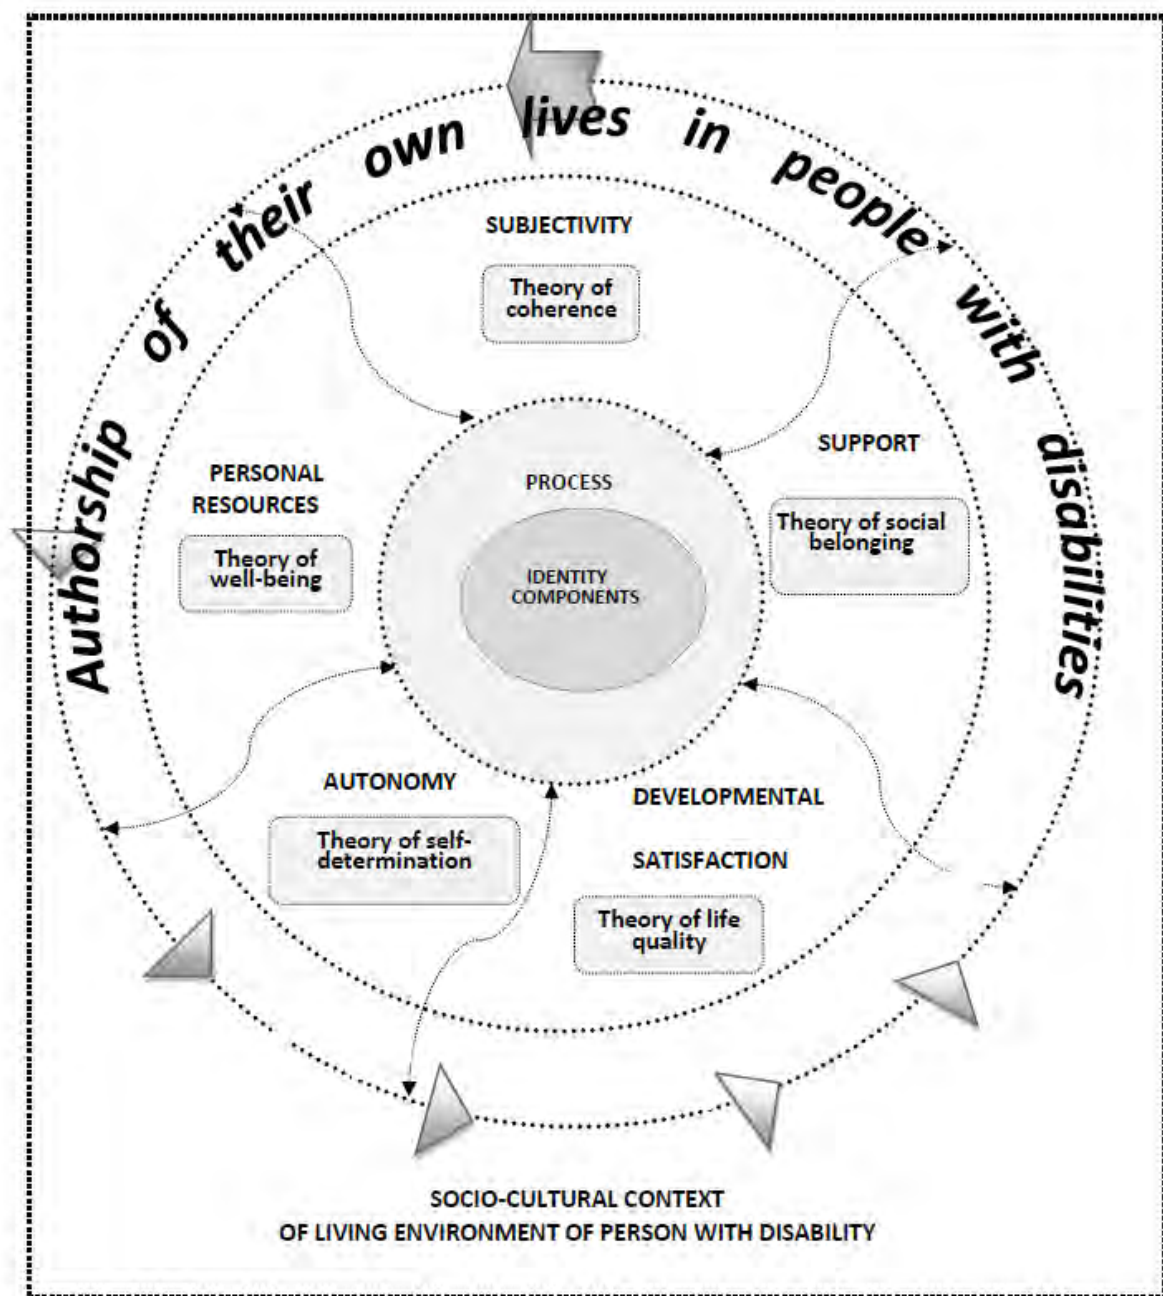 Authorship of their own lives in people with disabilities
SUBJECTIVITY
Theory of
coherence
SUPPORT
Theory of social
belonging
PERSONAL
RESOURCES
Theory of
well-being
PROCESS
IDENTITY
COMPONENTS
AUTONOMY
Theory of self-
determination
DEVELOPMENTAL
SATISFACTION
Theory of life
quality
SOCIO-CULTURAL CONTEXT
OF LIVING ENVIRONMENT OF PERSON WITH DISABILITY